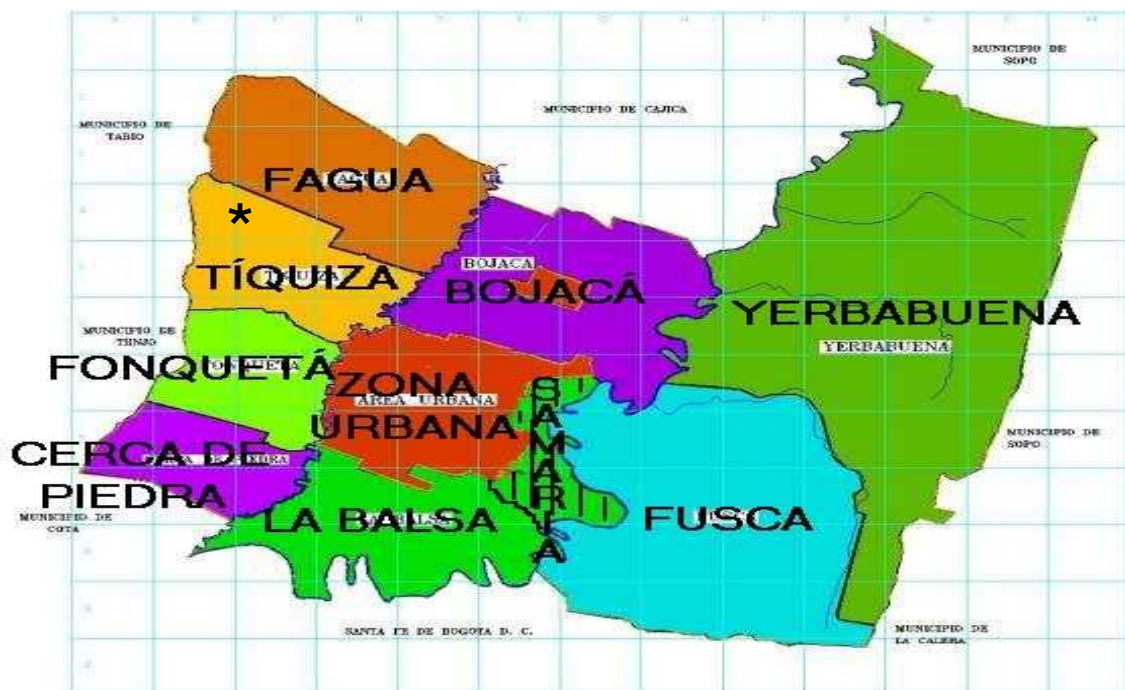 MUNICIPIO DE
SOPO
MUNICIPIO DE CAJICA
MUNICIPIO DE
TABIO
FAGUA
*
BOJACA
TÍQUIZA
BOJACÁ
YERBABUENA
YERBABUENA
MUNICIPIO DE
TENJO
FONQUETÁ
FONQUETA
ZONA
AREA URBANA
URBANA
SAMARIA
MUNICIPIO DE
SOPO
CERCA DE
PIEDRA
LA BALSA
FUSCA
MUNICIPIO DE
COTA
SANTA FE DE BOGOTA D. C.
MUNICIPIO DE
LA CALERA